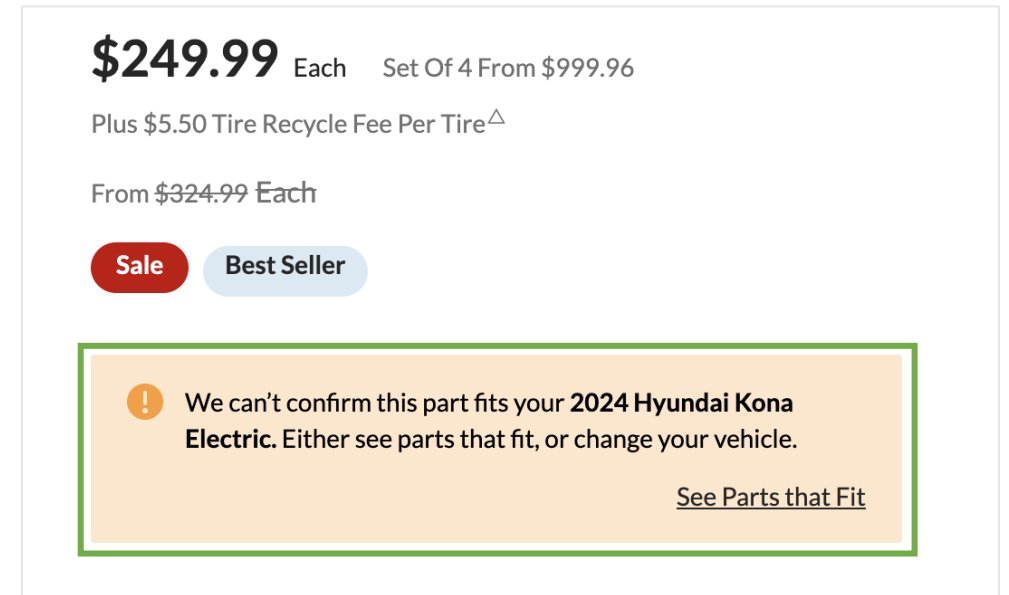 $249.99 Each Set Of 4 From $999.96
Plus $5.50 Tire Recycle Fee Per Tire△
From $324.99 Each
Sale Best Seller
! We can’t confirm this part fits your 2024 Hyundai Kona
Electric. Either see parts that fit, or change your vehicle.
See Parts that Fit